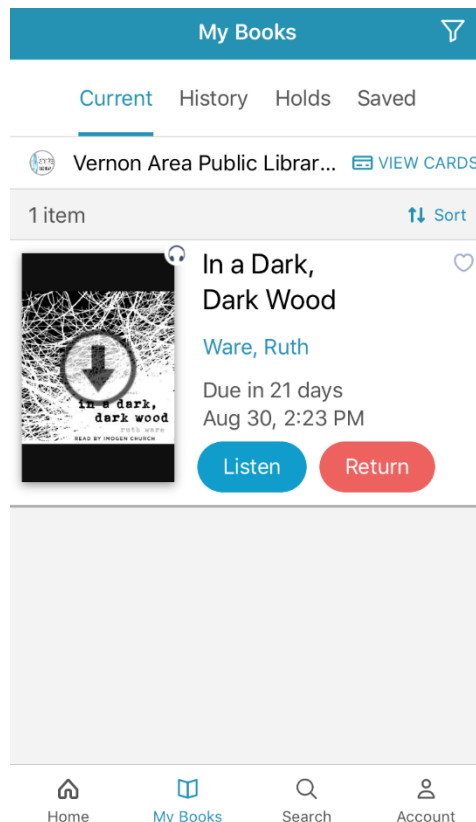 My Books
Current History Holds Saved
Vernon Area Public Librar... VIEW CARDS
1 item Sort
In a Dark,
Dark Wood
Ware, Ruth
Due in 21 days
Aug 30, 2:23 PM
Listen Return
in a dark,
dark wood
ruth ware
READ BY IMOGEN CHURCH
Home My Books Search Account